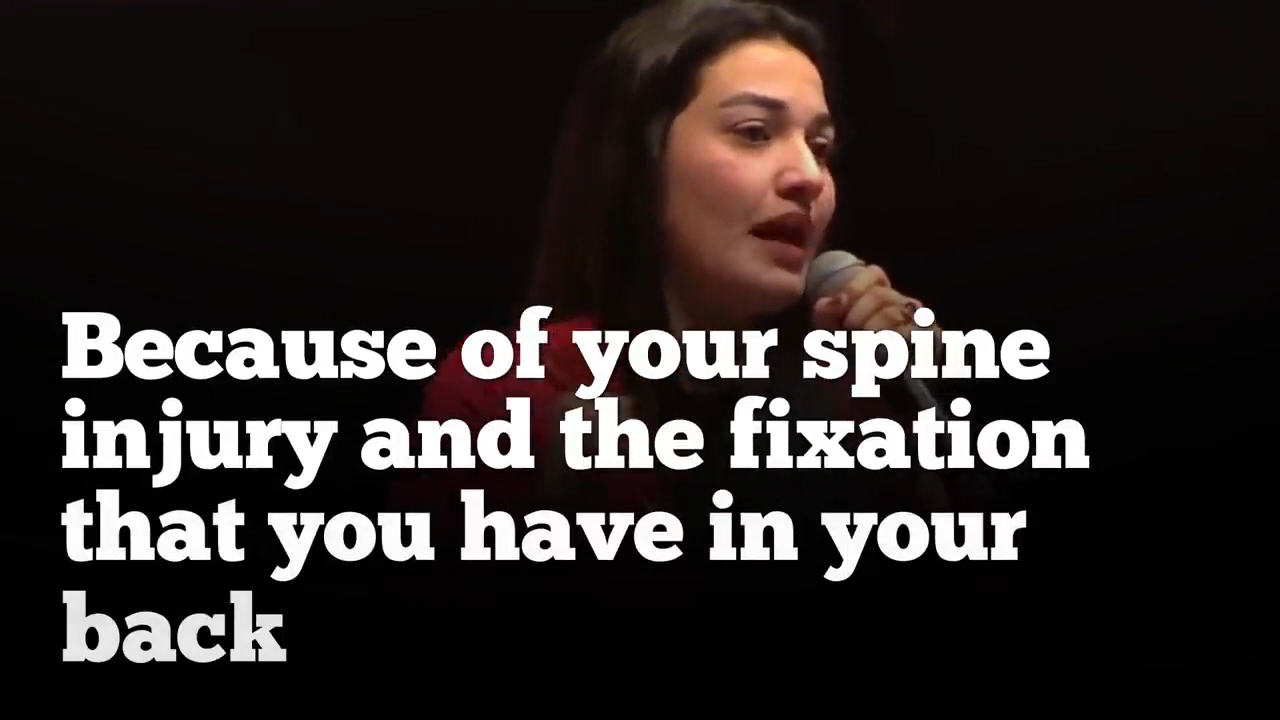 Because of your spine
injury and the fixation
that you have in your
back